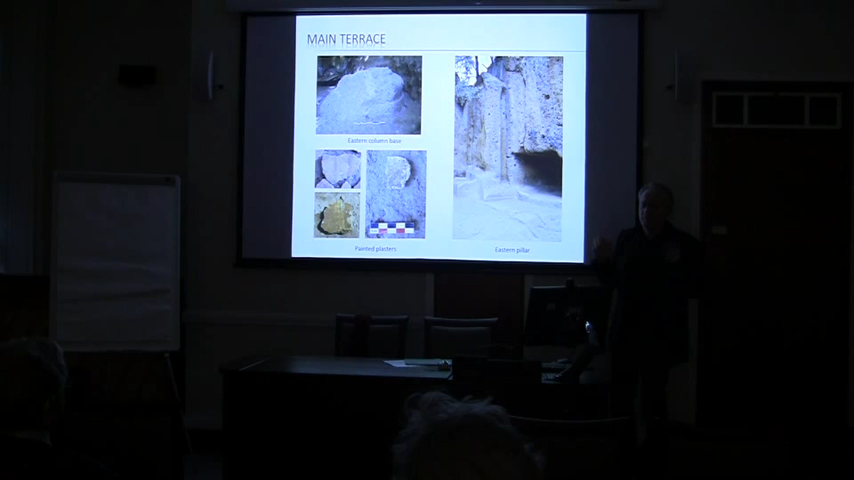 MAIN TERRACE
Eastern column base
Painted plasters
Eastern pillar